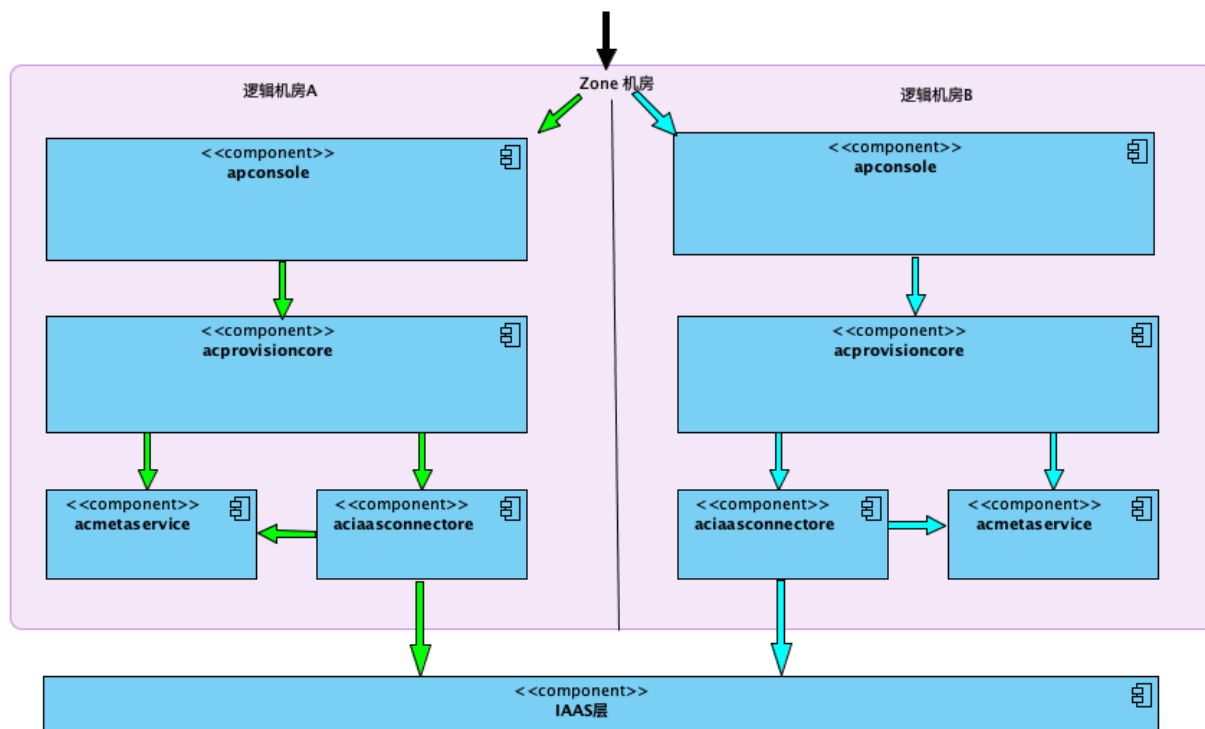 Zone 机房
逻辑机房A
逻辑机房B
<<component>>
apconsole
<<component>>
apconsole
<<component>>
acprovisioncore
<<component>>
acprovisioncore
<<component>>
acmetaservice
<<component>>
aciaasconnectore
<<component>>
aciaasconnectore
<<component>>
acmetaservice
<<component>>
IAAS层